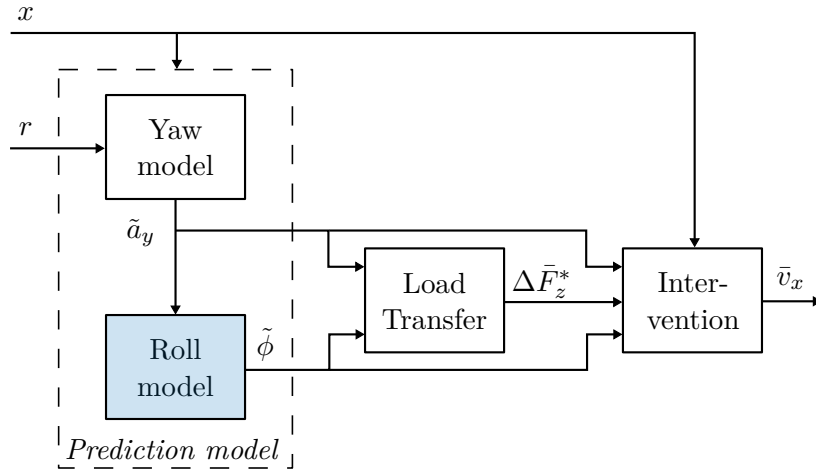 x
r
Yaw
model
ã_y
Load
Transfer
ΔF̄_z^*
Inter-
vention
v̄_x
Roll
model
φ̃
Prediction model